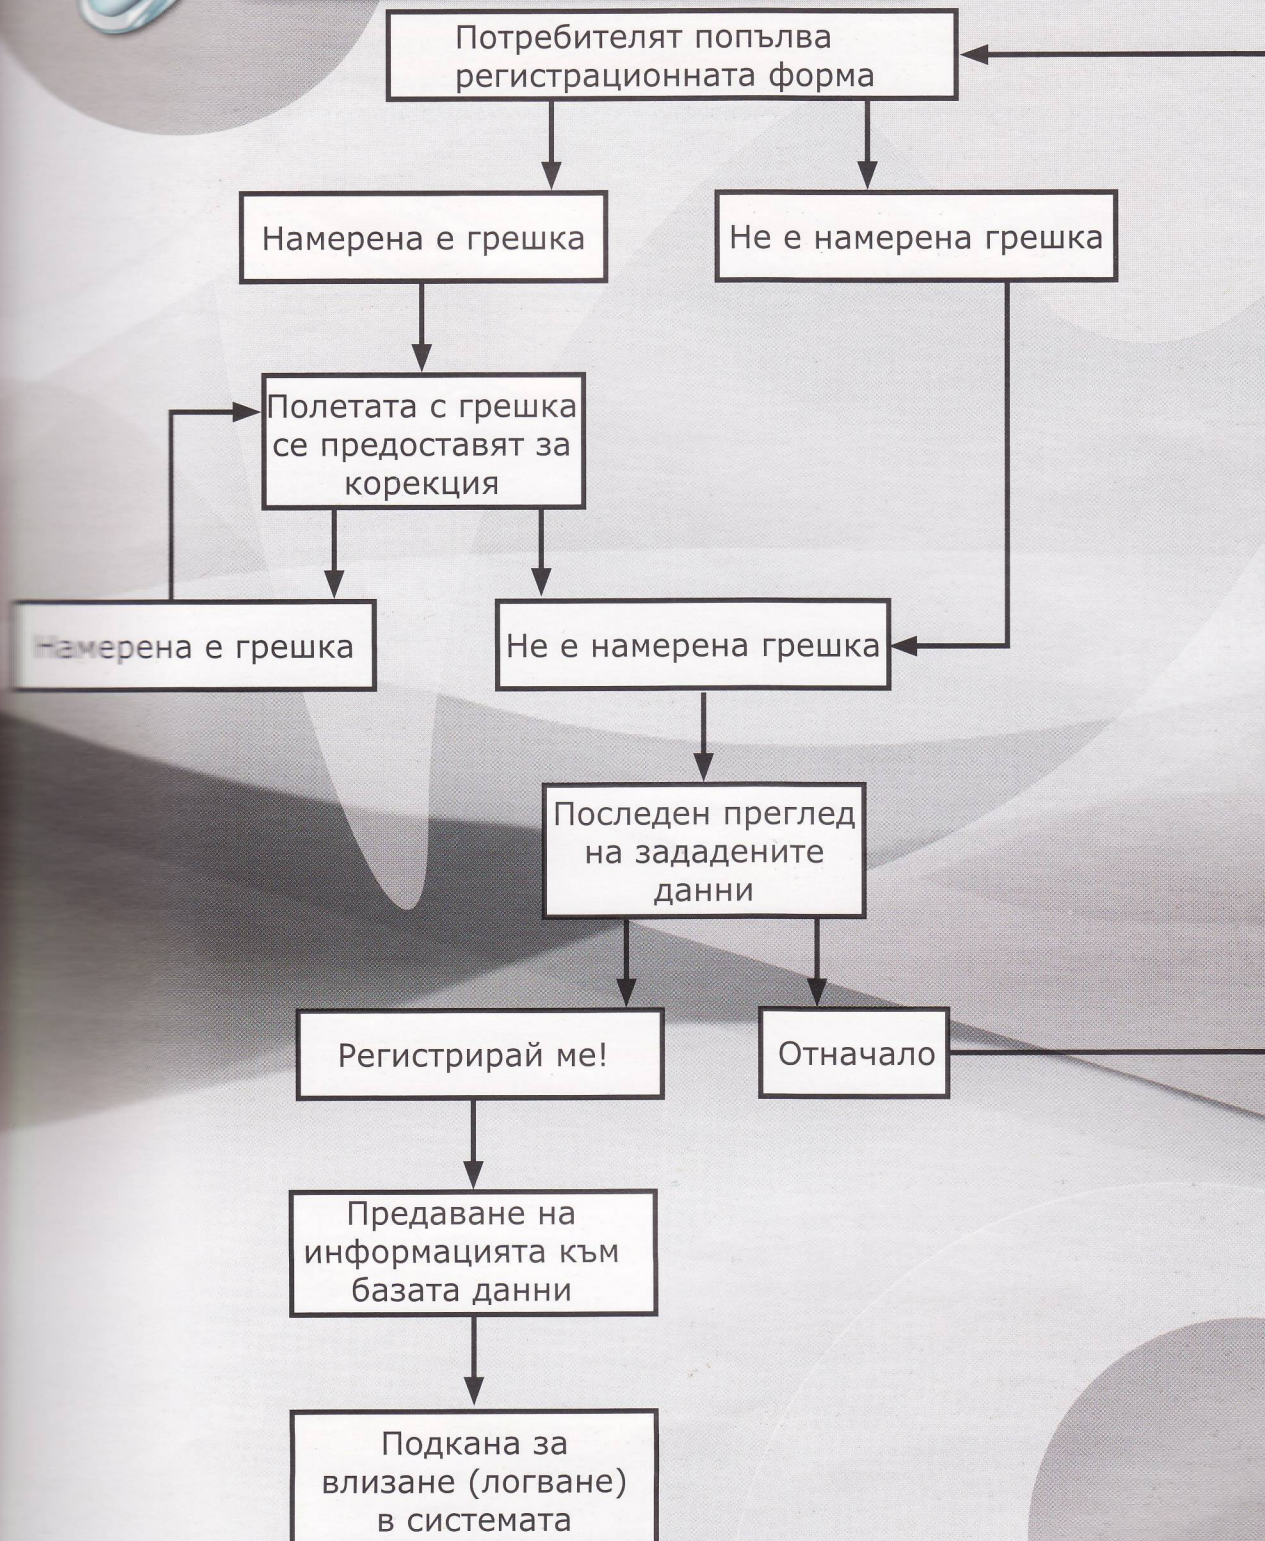 Потребителят попълва
регистрационната форма
Намерена е грешка
Не е намерена грешка
Полетата с грешка
се предоставят за
корекция
Намерена е грешка
Не е намерена грешка
Последен преглед
на зададените
данни
Регистрирай ме!
Отначало
Предаване на
информацията към
базата данни
Подкана за
влизане (логване)
в системата